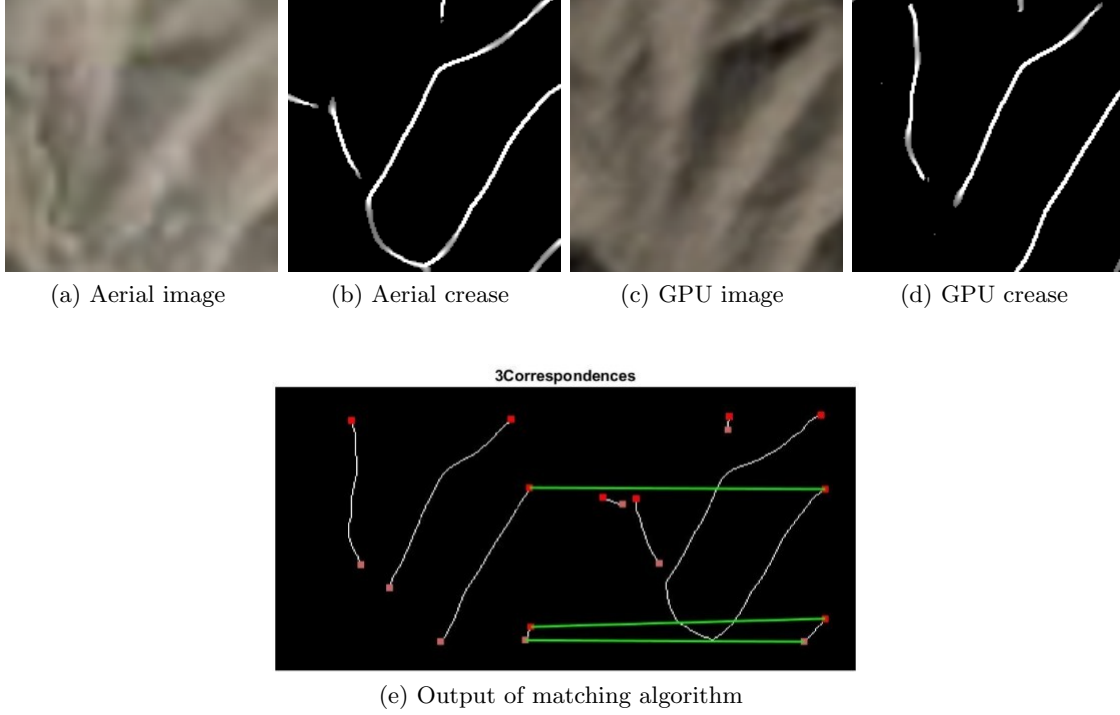 (a) Aerial image
(b) Aerial crease
(c) GPU image
(d) GPU crease
3Correspondences
(e) Output of matching algorithm